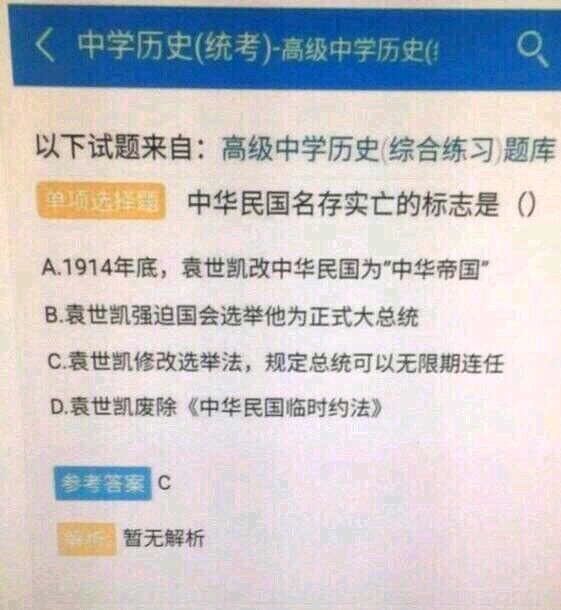 中学历史(统考)-高级中学历史(
以下试题来自：高级中学历史(综合练习)题库
单项选择题 中华民国名存实亡的标志是（）
A.1914年底，袁世凯改中华民国为"中华帝国"
B.袁世凯强迫国会选举他为正式大总统
C.袁世凯修改选举法，规定总统可以无限期连任
D.袁世凯废除《中华民国临时约法》
参考答案 C
解析： 暂无解析